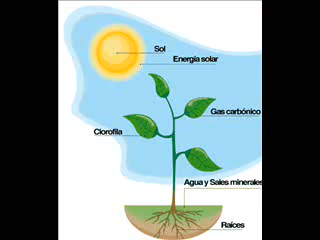 Sol
Energía solar
Gas carbónico
Clorofila
Agua y Sales minerales
Raíces